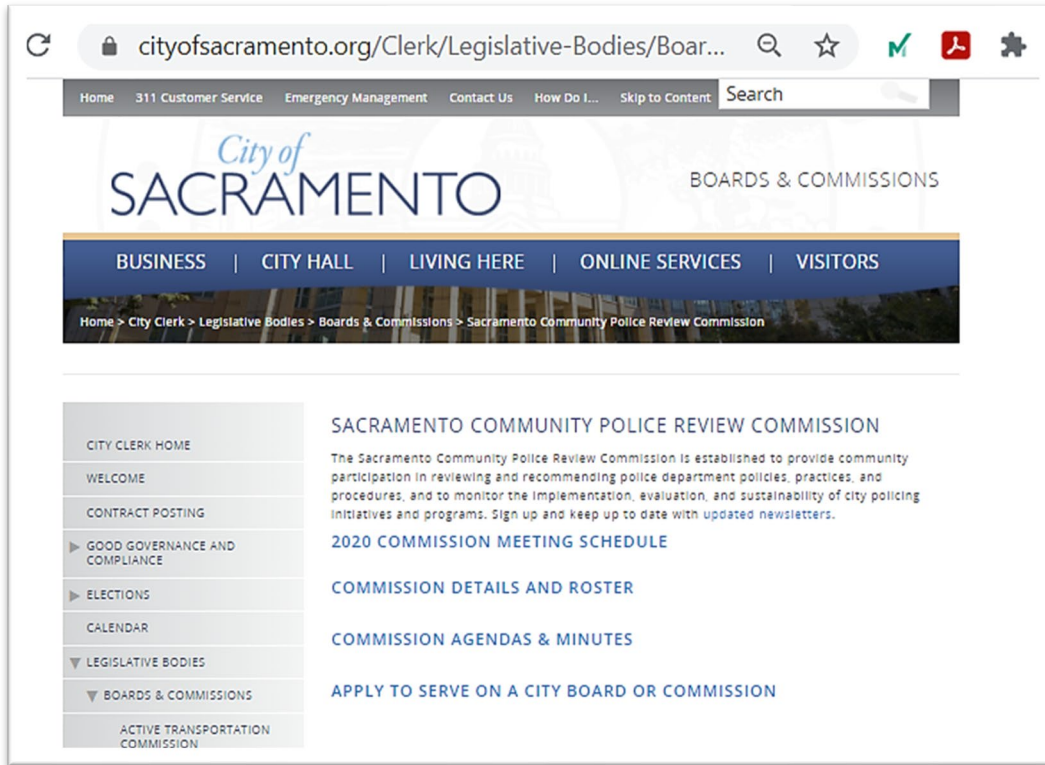 cityofsacramento.org/Clerk/Legislative-Bodies/Boar...
Home 311 Customer Service Emergency Management Contact Us How Do I... Skip to Content Search
City of
SACRAMENTO
BOARDS & COMMISSIONS
BUSINESS | CITY HALL | LIVING HERE | ONLINE SERVICES | VISITORS
Home > City Clerk > Legislative Bodies > Boards & Commissions > Sacramento Community Police Review Commission
CITY CLERK HOME
WELCOME
CONTRACT POSTING
GOOD GOVERNANCE AND
COMPLIANCE
ELECTIONS
CALENDAR
LEGISLATIVE BODIES
BOARDS & COMMISSIONS
ACTIVE TRANSPORTATION
COMMISSION
SACRAMENTO COMMUNITY POLICE REVIEW COMMISSION
The Sacramento Community Police Review Commission is established to provide community
participation in reviewing and recommending police department policies, practices, and
procedures, and to monitor the implementation, evaluation, and sustainability of city policing
initiatives and programs. Sign up and keep up to date with updated newsletters.
2020 COMMISSION MEETING SCHEDULE
COMMISSION DETAILS AND ROSTER
COMMISSION AGENDAS & MINUTES
APPLY TO SERVE ON A CITY BOARD OR COMMISSION